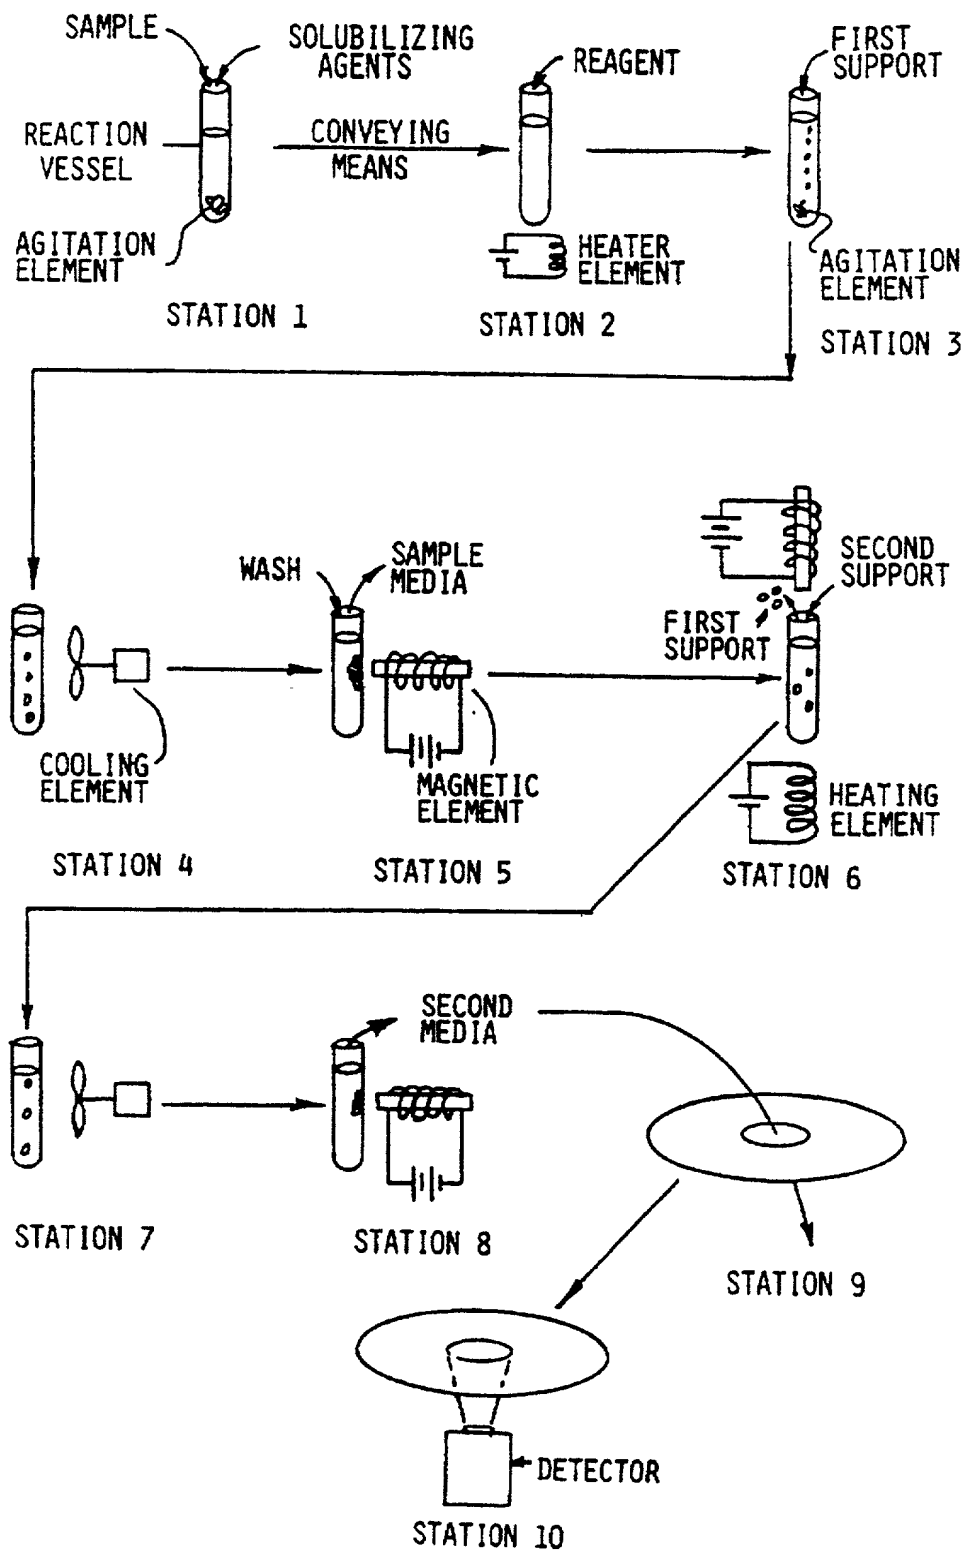 SAMPLE
SOLUBILIZING
AGENTS
REACTION
VESSEL
AGITATION
ELEMENT
STATION 1
CONVEYING
MEANS
REAGENT
HEATER
ELEMENT
STATION 2
FIRST
SUPPORT
AGITATION
ELEMENT
STATION 3
COOLING
ELEMENT
STATION 4
WASH
SAMPLE
MEDIA
MAGNETIC
ELEMENT
STATION 5
SECOND
SUPPORT
FIRST
SUPPORT
HEATING
ELEMENT
STATION 6
STATION 7
SECOND
MEDIA
STATION 8
STATION 9
DETECTOR
STATION 10